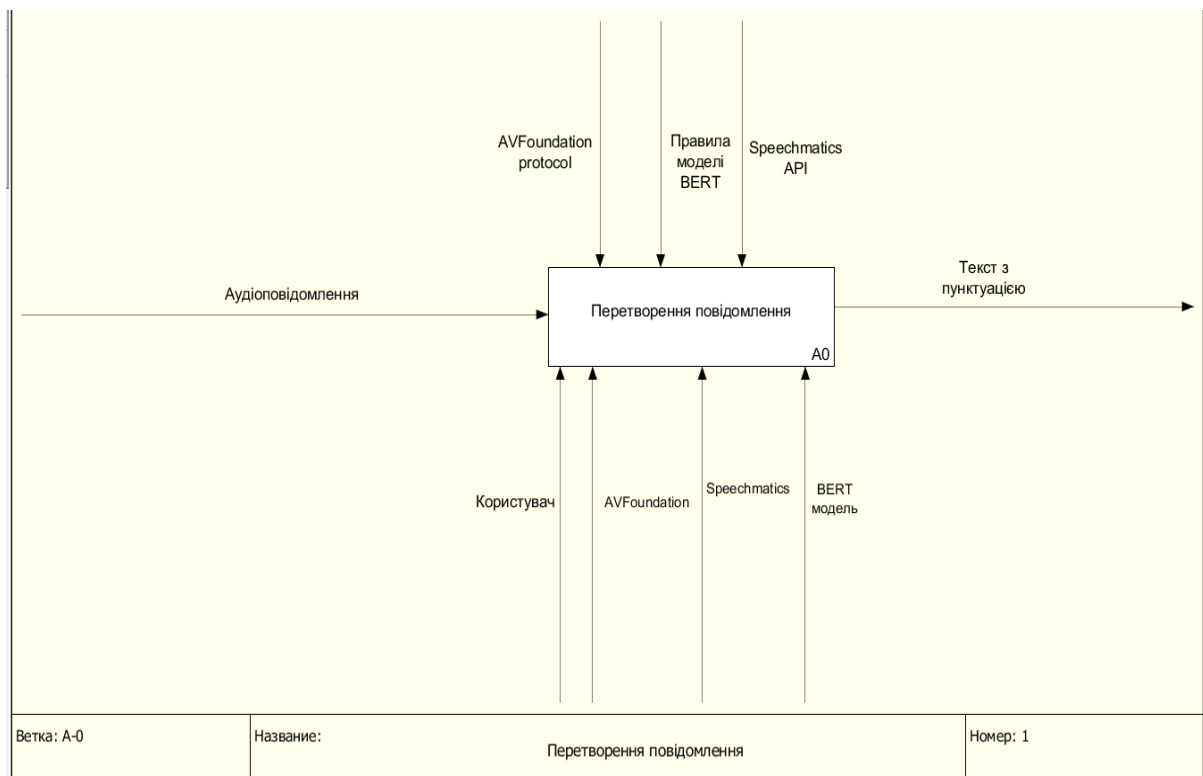 AVFoundation
protocol
Правила
моделі
BERT
Speechmatics
API
Аудіоповідомлення
Перетворення повідомлення
A0
Текст з
пунктуацією
Користувач
AVFoundation
Speechmatics
BERT
модель
Ветка: A-0
Название:
Перетворення повідомлення
Номер: 1